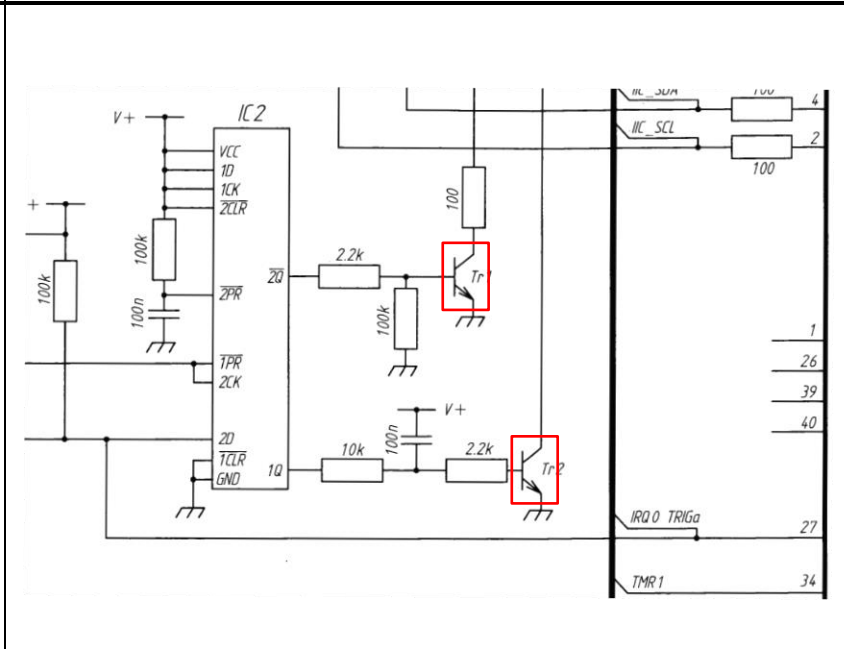 IC2
V+
VCC
1D
1CK
2CLR
+
100k
100k
100n
2PR
1PR
2CK
2D
1CLR
GND
2Q
1Q
2.2k
100k
100
Tr1
V+
100n
10k
2.2k
Tr2
IIC_SDA
100
4
IIC_SCL
100
2
1
26
39
40
IRQ0 TRIGa
27
TMR1
34